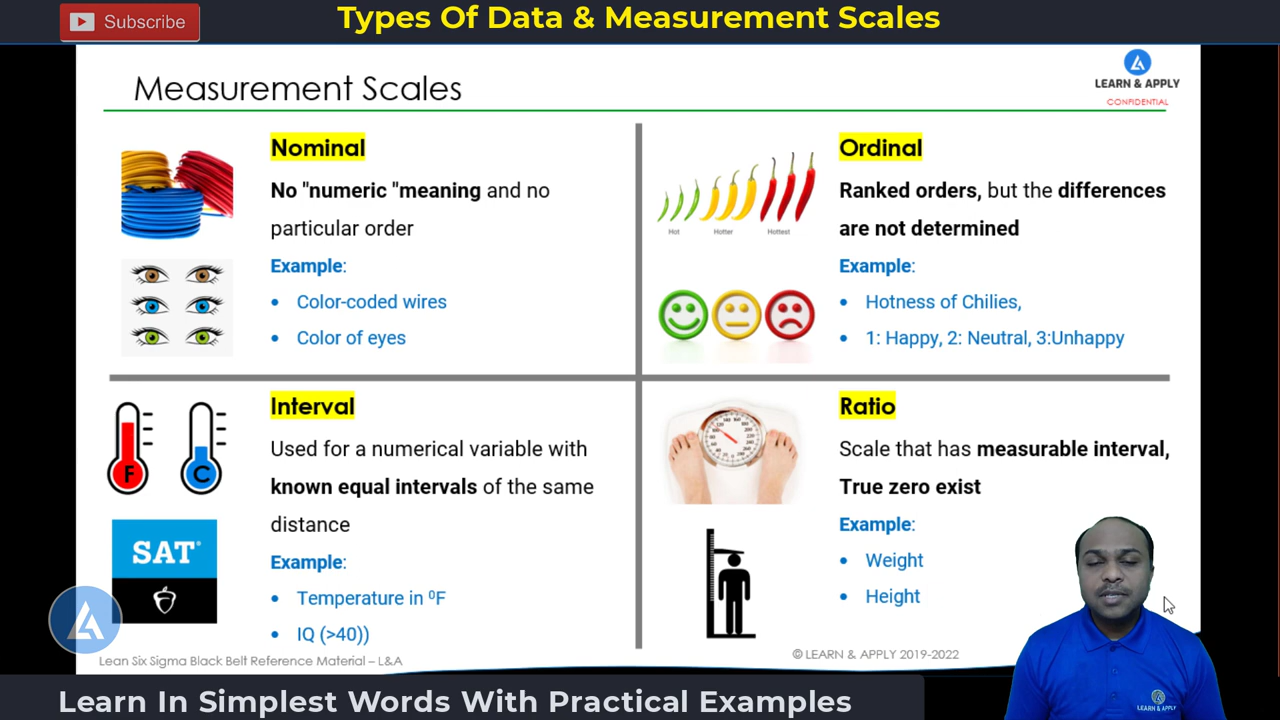 Subscribe
Types Of Data & Measurement Scales
Measurement Scales
LEARN & APPLY
CONFIDENTIAL
Nominal
No "numeric "meaning and no
particular order
Example:
• Color-coded wires
• Color of eyes
Hot Hotter Hottest
Ordinal
Ranked orders, but the differences
are not determined
Example:
• Hotness of Chilies,
• 1: Happy, 2: Neutral, 3:Unhappy
F C
SAT®
Interval
Used for a numerical variable with
known equal intervals of the same
distance
Example:
• Temperature in ⁰F
• IQ (>40))
Ratio
Scale that has measurable interval,
True zero exist
Example:
• Weight
• Height
Lean Six Sigma Black Belt Reference Material – L&A
© LEARN & APPLY 2019-2022
LEARN & APPLY
Learn In Simplest Words With Practical Examples